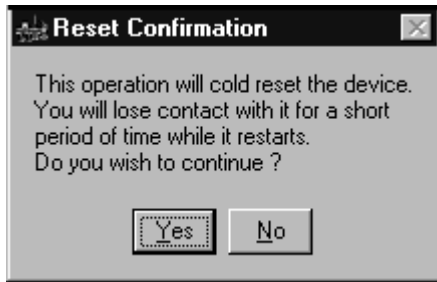 Reset Confirmation
This operation will cold reset the device.
You will lose contact with it for a short
period of time while it restarts.
Do you wish to continue ?
Yes No